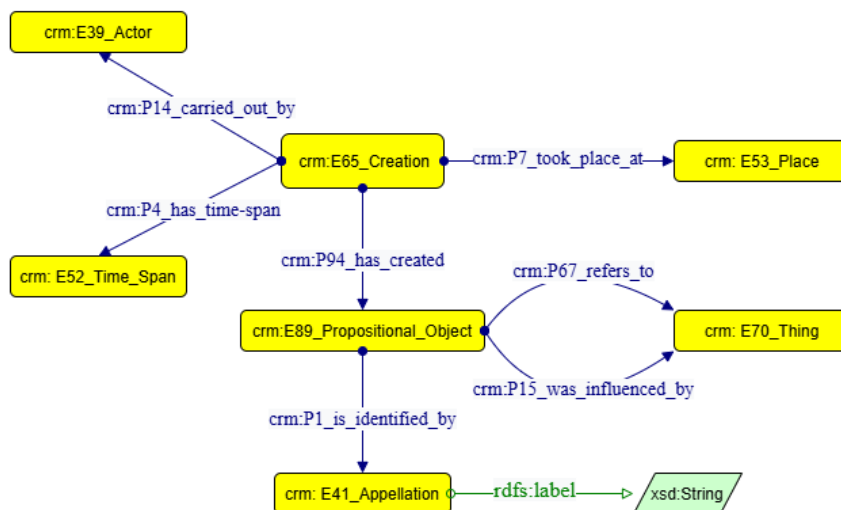 crm:E39_Actor
crm:P14_carried_out_by
crm:E65_Creation
crm:P7_took_place_at
crm: E53_Place
crm:P4_has_time-span
crm:P94_has_created
crm: E52_Time_Span
crm:P67_refers_to
crm:E89_Propositional_Object
crm: E70_Thing
crm:P15_was_influenced_by
crm:P1_is_identified_by
crm: E41_Appellation
rdfs:label
xsd:String